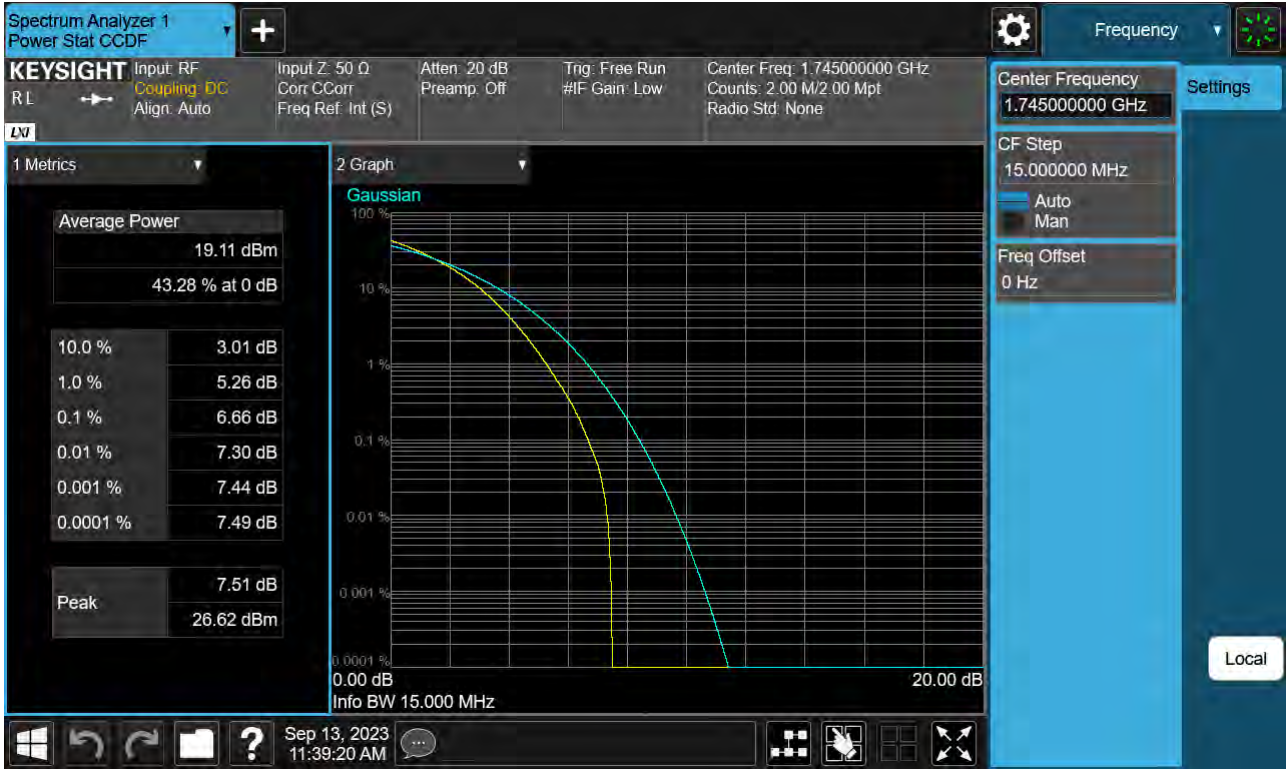 Spectrum Analyzer 1
Power Stat CCDF
Frequency
KEYSIGHT
R L
LXI
Input: RF
Coupling: DC
Align: Auto
Input Z: 50 Ω
Corr CCorr
Freq Ref: Int (S)
Atten: 20 dB
Preamp: Off
Trig: Free Run
#IF Gain: Low
Center Freq: 1.745000000 GHz
Counts: 2.00 M/2.00 Mpt
Radio Std: None
Center Frequency
1.745000000 GHz
Settings
CF Step
15.000000 MHz
Auto
Man
Freq Offset
0 Hz
1 Metrics
Average Power
19.11 dBm
43.28 % at 0 dB
10.0 % 3.01 dB
1.0 % 5.26 dB
0.1 % 6.66 dB
0.01 % 7.30 dB
0.001 % 7.44 dB
0.0001 % 7.49 dB
Peak
7.51 dB
26.62 dBm
2 Graph
Gaussian
100 %
10 %
1 %
0.1 %
0.01 %
0.001 %
0.0001 %
0.00 dB 20.00 dB
Info BW 15.000 MHz
Local
?
Sep 13, 2023
11:39:20 AM